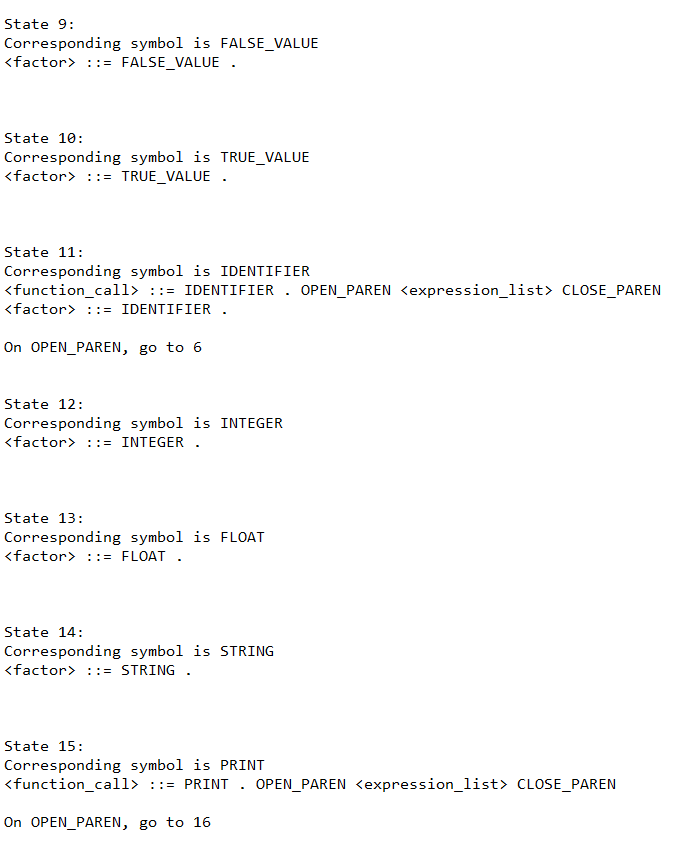 State 9:
Corresponding symbol is FALSE_VALUE
<factor> ::= FALSE_VALUE .
State 10:
Corresponding symbol is TRUE_VALUE
<factor> ::= TRUE_VALUE .
State 11:
Corresponding symbol is IDENTIFIER
<function_call> ::= IDENTIFIER . OPEN_PAREN <expression_list> CLOSE_PAREN
<factor> ::= IDENTIFIER .
On OPEN_PAREN, go to 6
State 12:
Corresponding symbol is INTEGER
<factor> ::= INTEGER .
State 13:
Corresponding symbol is FLOAT
<factor> ::= FLOAT .
State 14:
Corresponding symbol is STRING
<factor> ::= STRING .
State 15:
Corresponding symbol is PRINT
<function_call> ::= PRINT . OPEN_PAREN <expression_list> CLOSE_PAREN
On OPEN_PAREN, go to 16